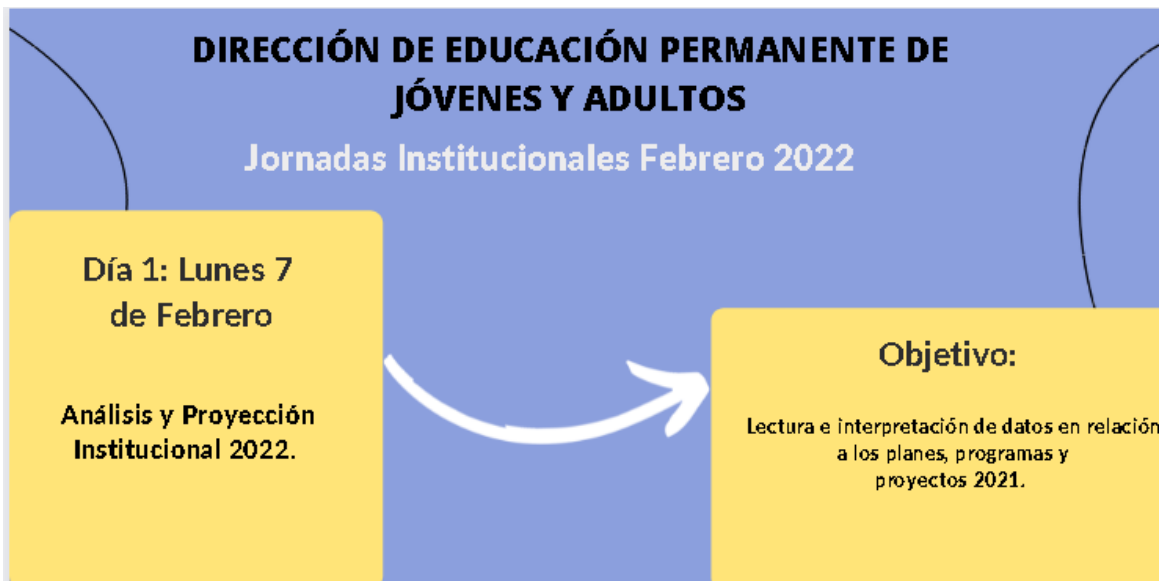 DIRECCIÓN DE EDUCACIÓN PERMANENTE DE
JÓVENES Y ADULTOS
Jornadas Institucionales Febrero 2022
Día 1: Lunes 7
de Febrero
Análisis y Proyección
Institucional 2022.
Objetivo:
Lectura e interpretación de datos en relación
a los planes, programas y
proyectos 2021.